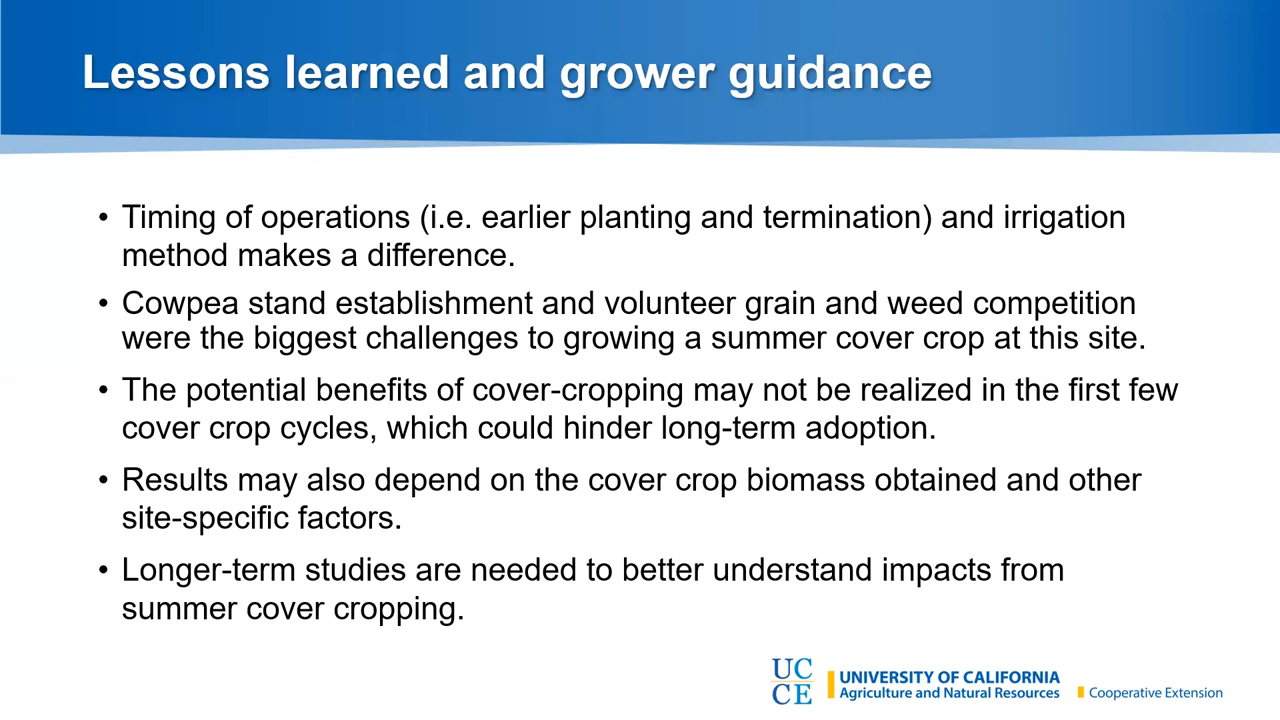 Lessons learned and grower guidance
• Timing of operations (i.e. earlier planting and termination) and irrigation
method makes a difference.
• Cowpea stand establishment and volunteer grain and weed competition
were the biggest challenges to growing a summer cover crop at this site.
• The potential benefits of cover-cropping may not be realized in the first few
cover crop cycles, which could hinder long-term adoption.
• Results may also depend on the cover crop biomass obtained and other
site-specific factors.
• Longer-term studies are needed to better understand impacts from
summer cover cropping.
UC
CE
UNIVERSITY OF CALIFORNIA
Agriculture and Natural Resources
Cooperative Extension